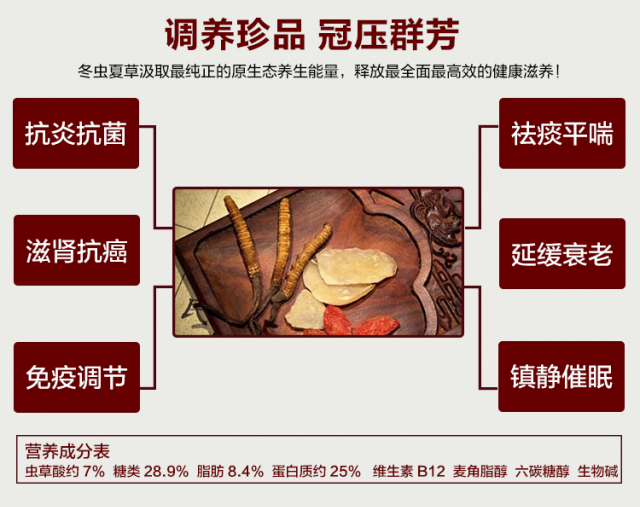 调养珍品 冠压群芳
冬虫夏草汲取最纯正的原生态养生能量，释放最全面最高效的健康滋养！
抗炎抗菌
祛痰平喘
滋肾抗癌
延缓衰老
免疫调节
镇静催眠
营养成分表
虫草酸约 7% 糖类 28.9% 脂肪 8.4% 蛋白质约 25% 维生素 B12 麦角脂醇 六碳糖醇 生物碱